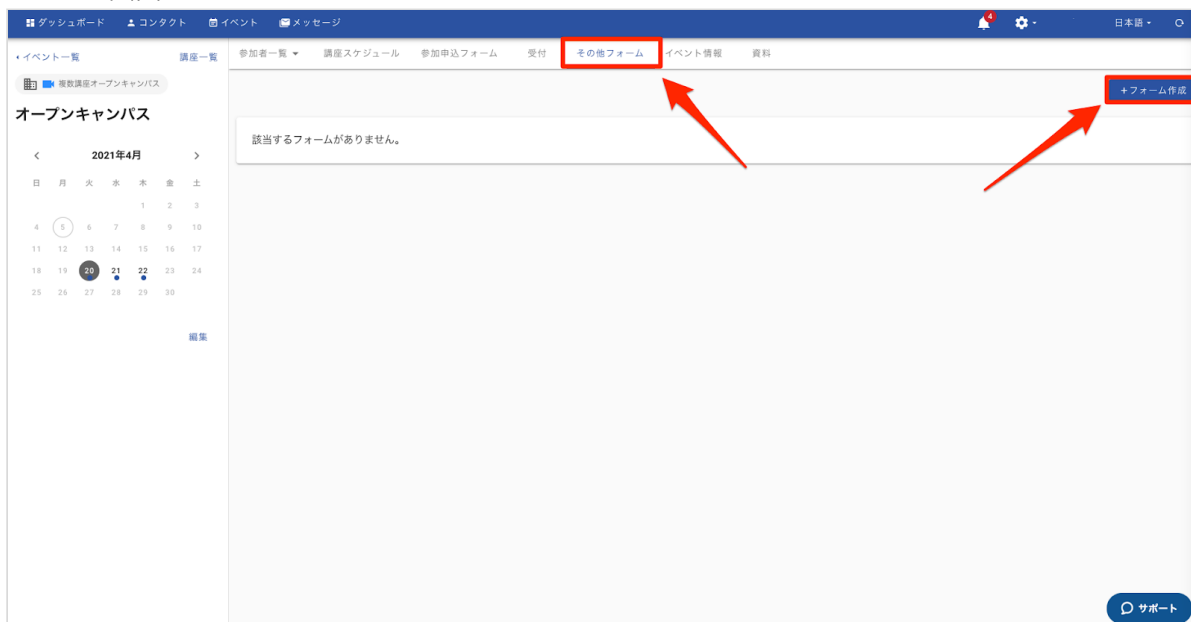 ダッシュボード コンタクト イベント メッセージ 4 日本語
イベント一覧 講座一覧
参加者一覧 講座スケジュール 参加申込フォーム 受付 その他フォーム イベント情報 資料
複数講座オープンキャンパス
+フォーム作成
オープンキャンパス
該当するフォームがありません。
2021年4月
日 月 火 水 木 金 土
1 2 3
4 5 6 7 8 9 10
11 12 13 14 15 16 17
18 19 20 21 22 23 24
25 26 27 28 29 30
編集
サポート